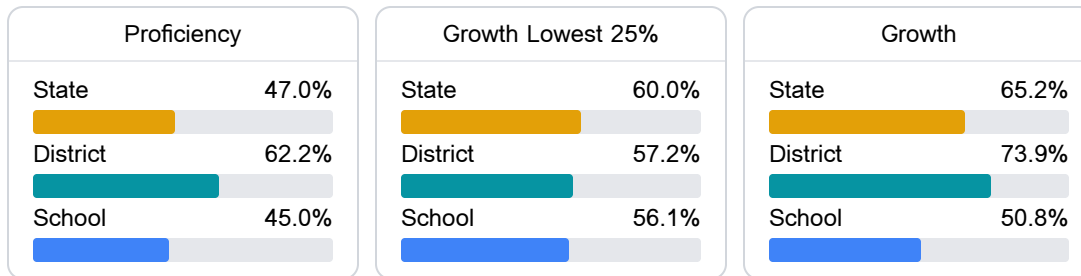 Proficiency
State 47.0%
District 62.2%
School 45.0%
Growth Lowest 25%
State 60.0%
District 57.2%
School 56.1%
Growth
State 65.2%
District 73.9%
School 50.8%